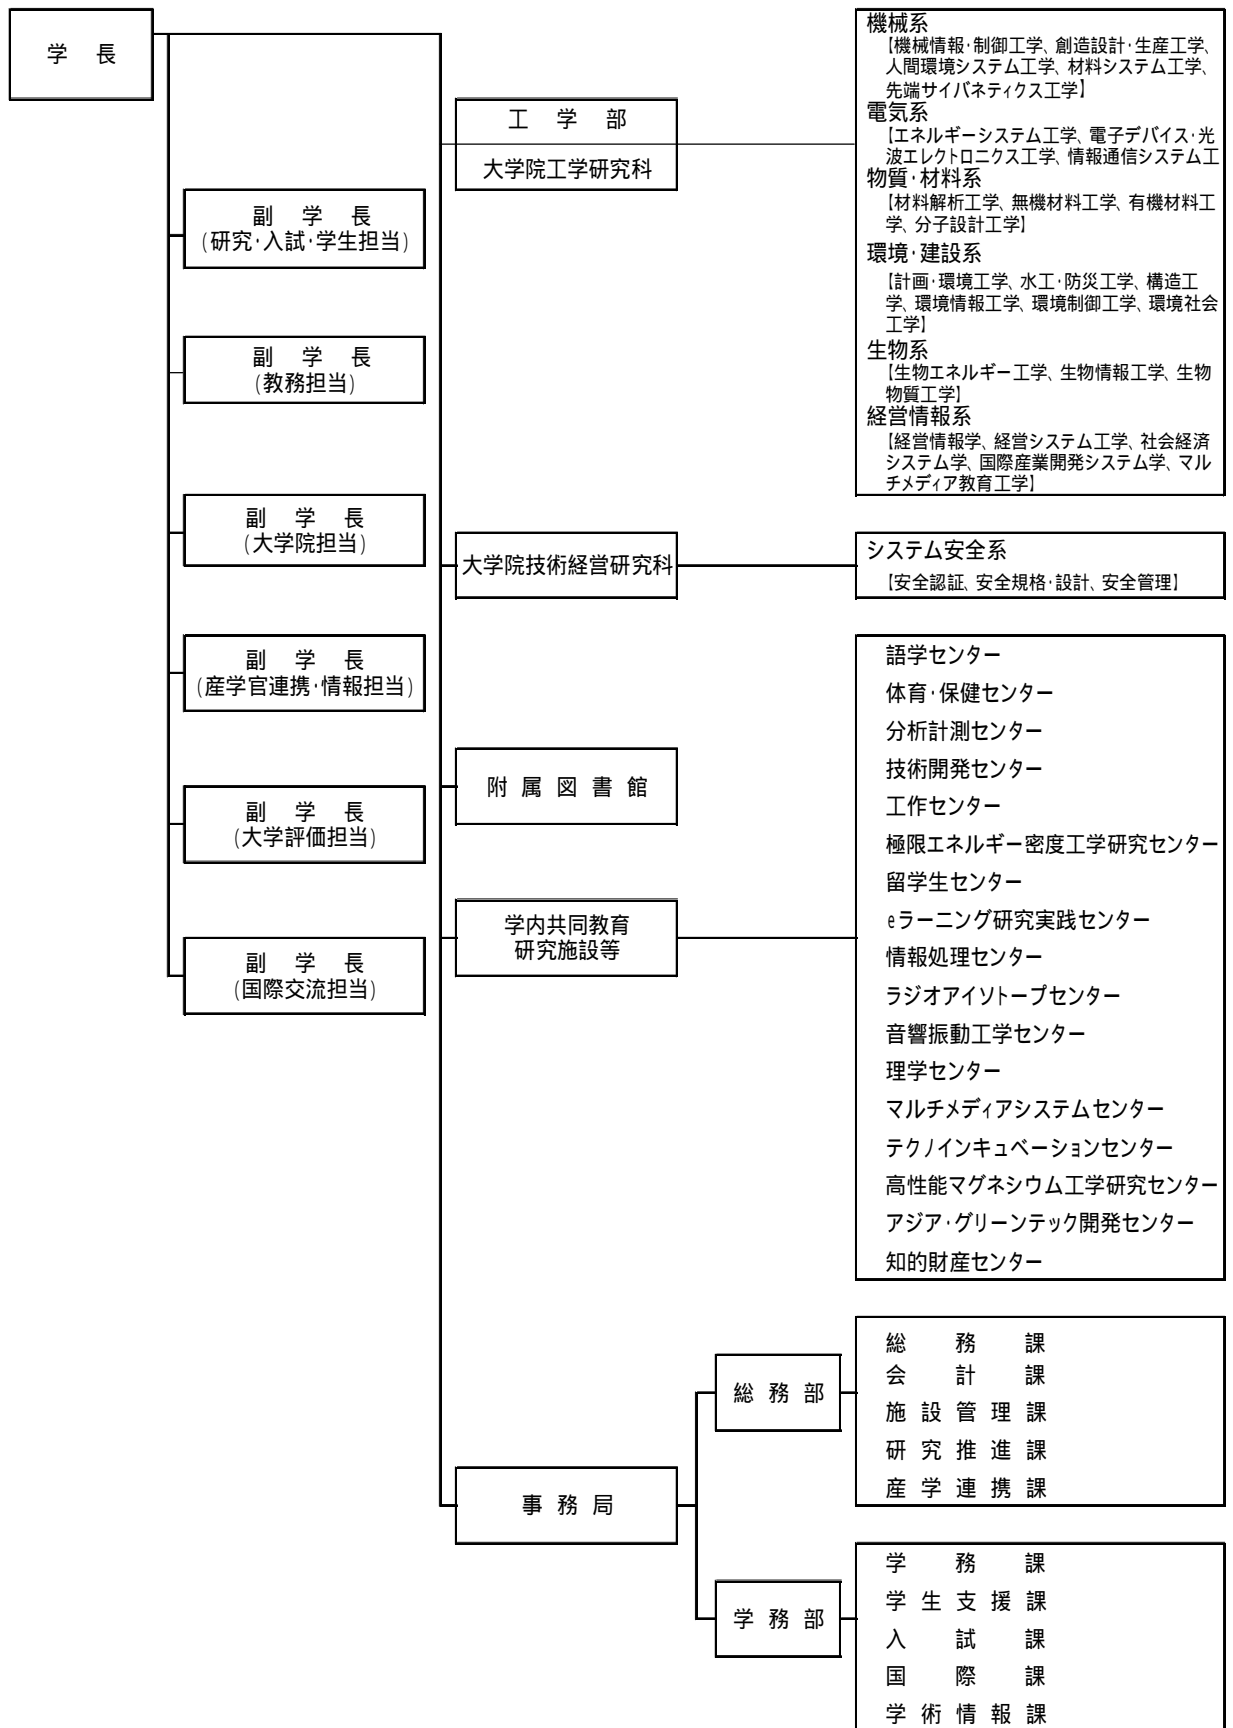 学 長
副 学 長
(研究・入試・学生担当)
副 学 長
(教務担当)
副 学 長
(大学院担当)
副 学 長
(産学官連携・情報担当)
副 学 長
(大学評価担当)
副 学 長
(国際交流担当)
工 学 部
大学院工学研究科
機械系
【機械情報・制御工学、創造設計・生産工学、
人間環境システム工学、材料システム工学、
先端サイバネティクス工学】
電気系
【エネルギーシステム工学、電子デバイス・光
波エレクトロニクス工学、情報通信システム工
物質・材料系
【材料解析工学、無機材料工学、有機材料工
学、分子設計工学】
環境・建設系
【計画・環境工学、水工・防災工学、構造工
学、環境情報工学、環境制御工学、環境社会
工学】
生物系
【生物エネルギー工学、生物情報工学、生物
物質工学】
経営情報系
【経営情報学、経営システム工学、社会経済
システム学、国際産業開発システム学、マル
チメディア教育工学】
大学院技術経営研究科
システム安全系
【安全認証、安全規格・設計、安全管理】
附 属 図 書 館
学内共同教育
研究施設等
語学センター
体育・保健センター
分析計測センター
技術開発センター
工作センター
極限エネルギー密度工学研究センター
留学生センター
eラーニング研究実践センター
情報処理センター
ラジオアイソトープセンター
音響振動工学センター
理学センター
マルチメディアシステムセンター
テクノインキュベーションセンター
高性能マグネシウム工学研究センター
アジア・グリーンテック開発センター
知的財産センター
事 務 局
総 務 部
総 務 課
会 計 課
施 設 管 理 課
研 究 推 進 課
産 学 連 携 課
学 務 部
学 務 課
学 生 支 援 課
入 試 課
国 際 課
学 術 情 報 課